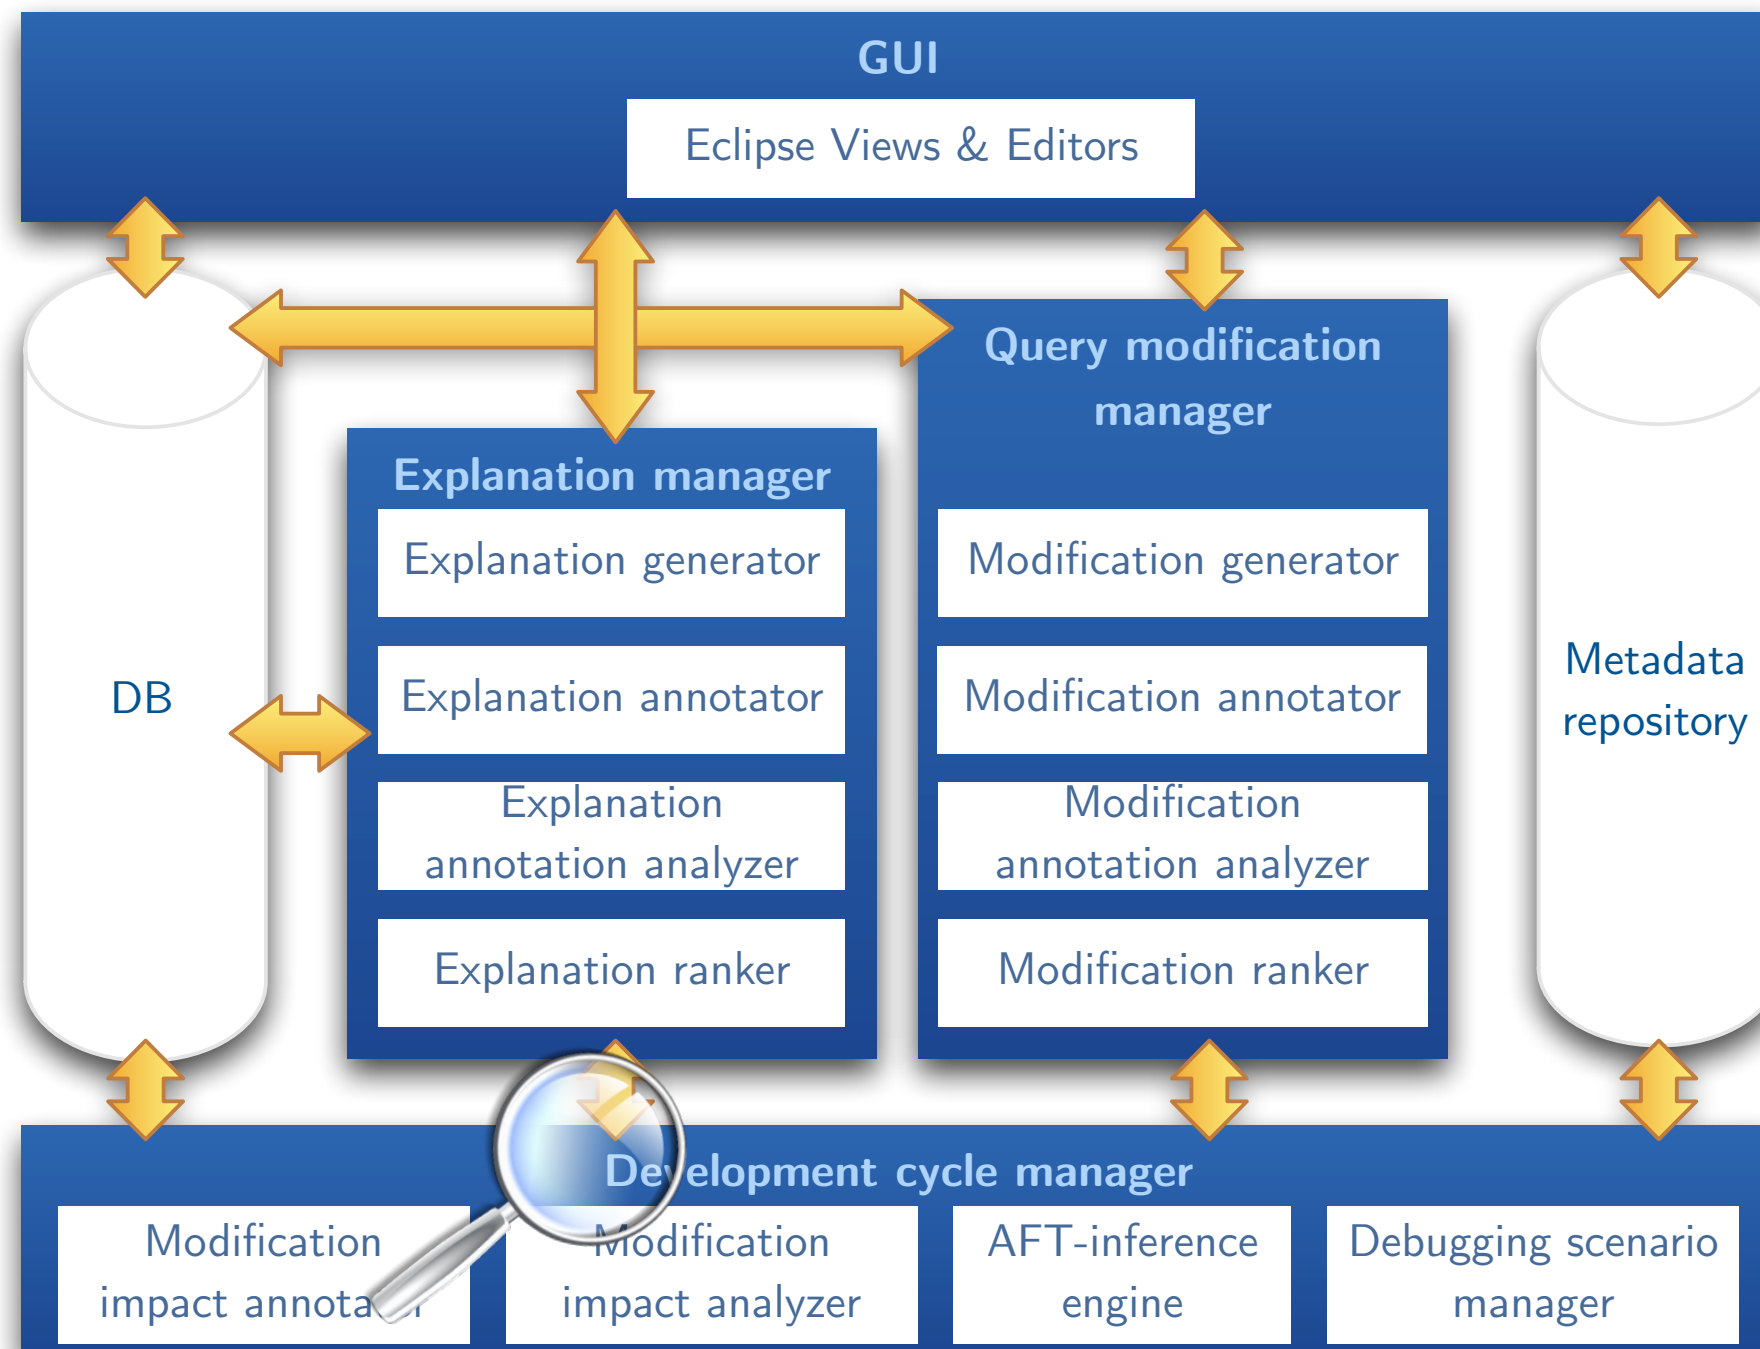 GUI
Eclipse Views & Editors
Query modification
manager
Explanation manager
Explanation generator
Modification generator
Explanation annotator
Modification annotator
DB
Metadata
repository
Explanation
annotation analyzer
Modification
annotation analyzer
Explanation ranker
Modification ranker
Development cycle manager
Modification
impact annotator
Modification
impact analyzer
AFT-inference
engine
Debugging scenario
manager